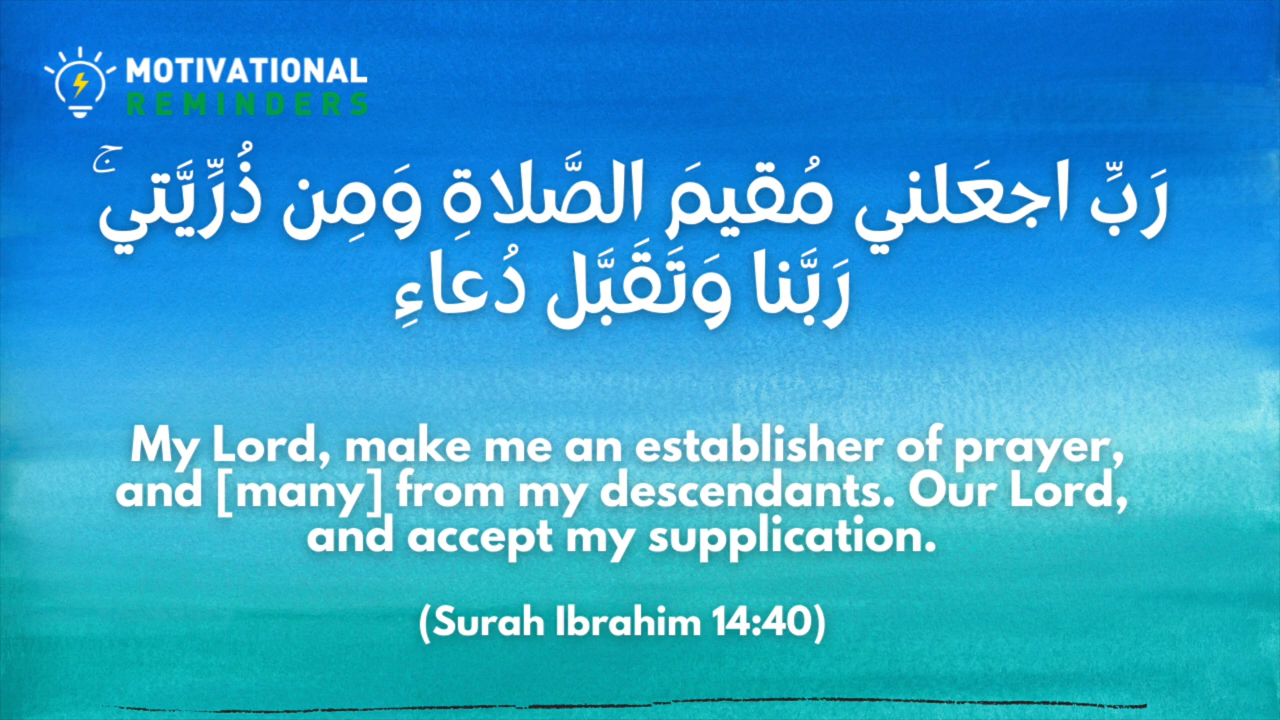 MOTIVATIONAL
REMINDERS
رَبِّ اجعَلني مُقيمَ الصَّلاةِ وَمِن ذُرِّيَّتي ۚ
رَبَّنا وَتَقَبَّل دُعاءِ
My Lord, make me an establisher of prayer,
and [many] from my descendants. Our Lord,
and accept my supplication.
(Surah Ibrahim 14:40)